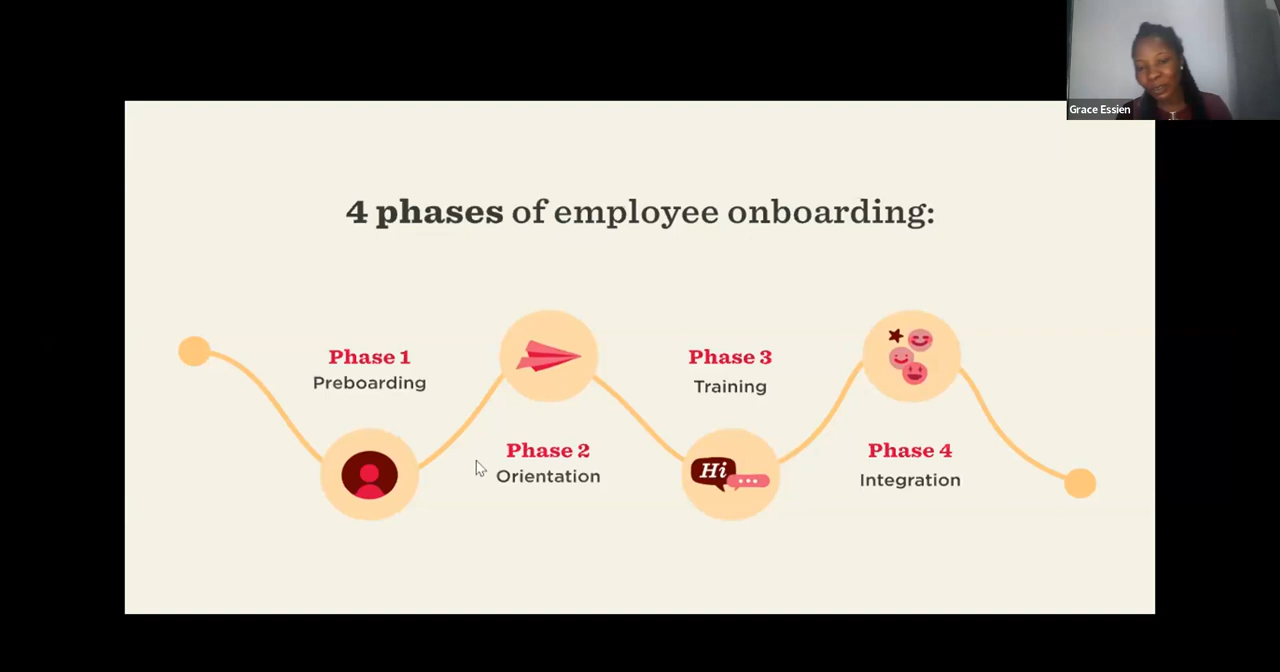 Grace Essien
4 phases of employee onboarding:
Phase 1
Preboarding
Phase 2
Orientation
Hi
Phase 3
Training
Phase 4
Integration